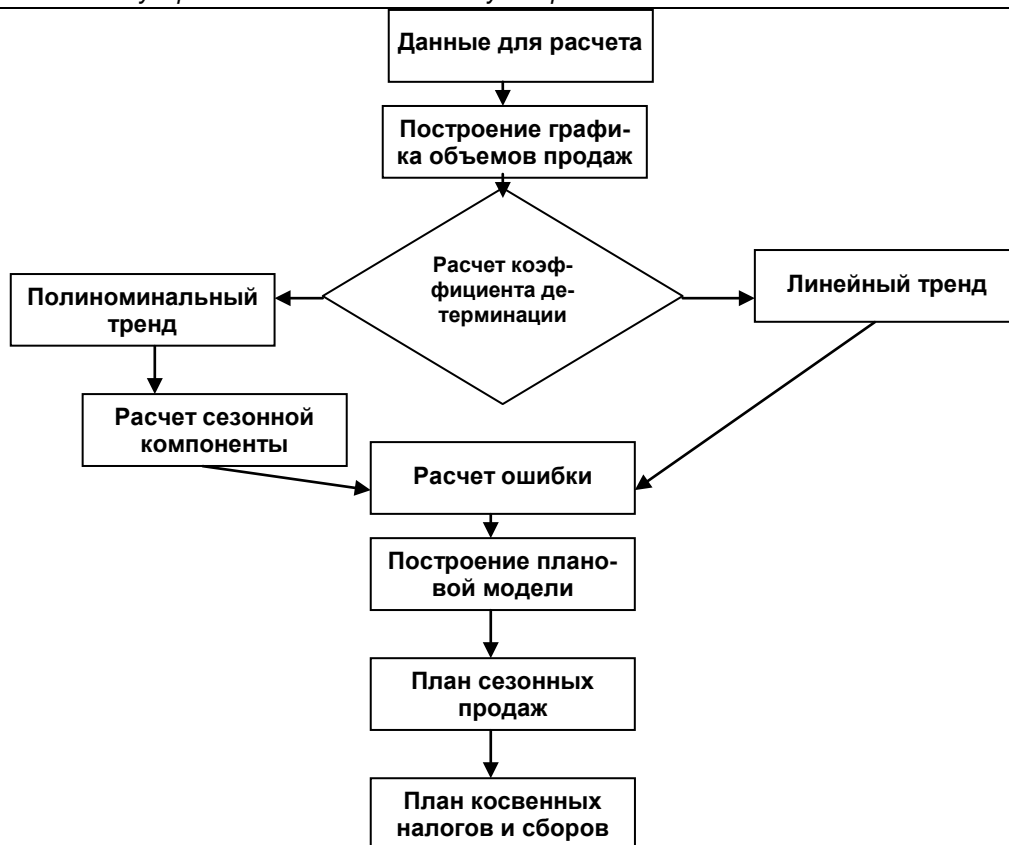 Данные для расчета
Построение графи-
ка объемов продаж
Расчет коэф-
фициента де-
терминации
Полиноминальный
тренд
Линейный тренд
Расчет сезонной
компоненты
Расчет ошибки
Построение плано-
вой модели
План сезонных
продаж
План косвенных
налогов и сборов